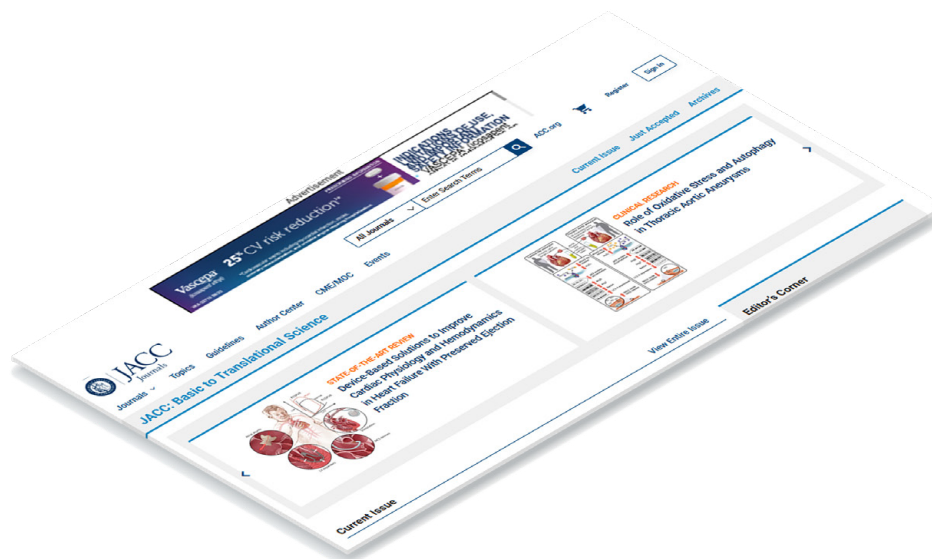 Advertisement
Vascepa
25% CV risk reduction
INDICATIONS
SAFETY INFORMATION
JACC
Journals
All Journals
Enter Search Terms
ACC.org
Register
Sign In
Journals
Topics
Guidelines
Author Center
CME/MOC
Events
JACC: Basic to Translational Science
Current Issue
Just Accepted
Archives
STATE-OF-THE-ART REVIEW
Device-Based Solutions to Improve
Cardiac Physiology and Hemodynamics
in Heart Failure With Preserved Ejection
Fraction
CLINICAL RESEARCH
Role of Oxidative Stress and Autophagy
in Thoracic Aortic Aneurysms
Current Issue
View Entire Issue
Editor's Corner